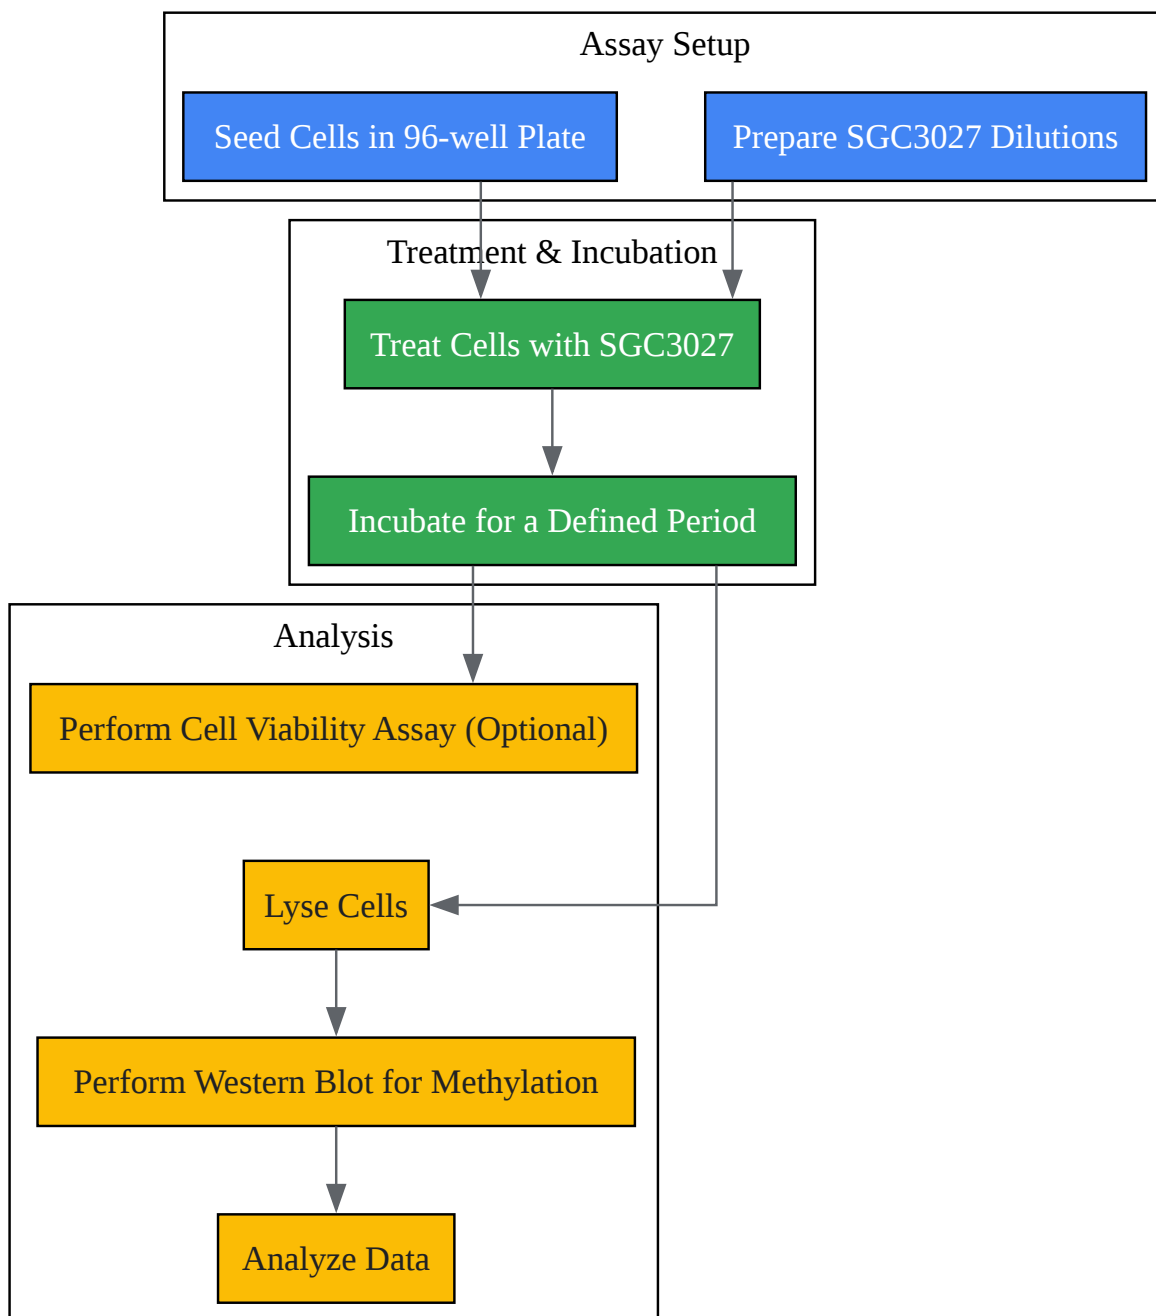 Assay Setup
Seed Cells in 96-well Plate
Prepare SGC3027 Dilutions
Treatment & Incubation
Treat Cells with SGC3027
Incubate for a Defined Period
Analysis
Perform Cell Viability Assay (Optional)
Lyse Cells
Perform Western Blot for Methylation
Analyze Data